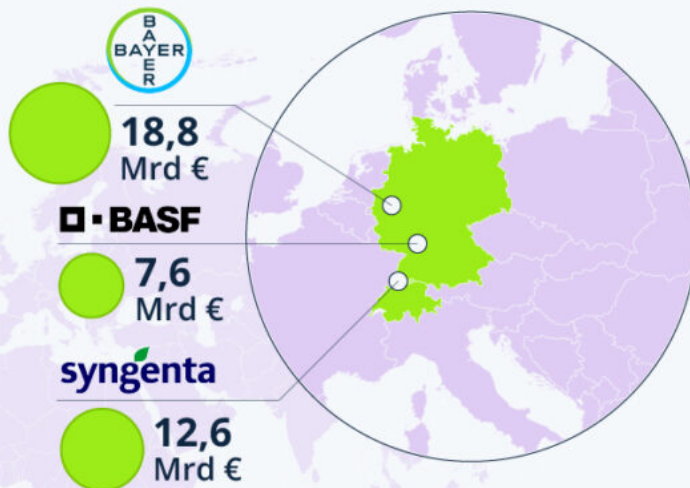 BAYER
BAYER
18,8
Mrd €
BASF
7,6
Mrd €
syngenta
12,6
Mrd €